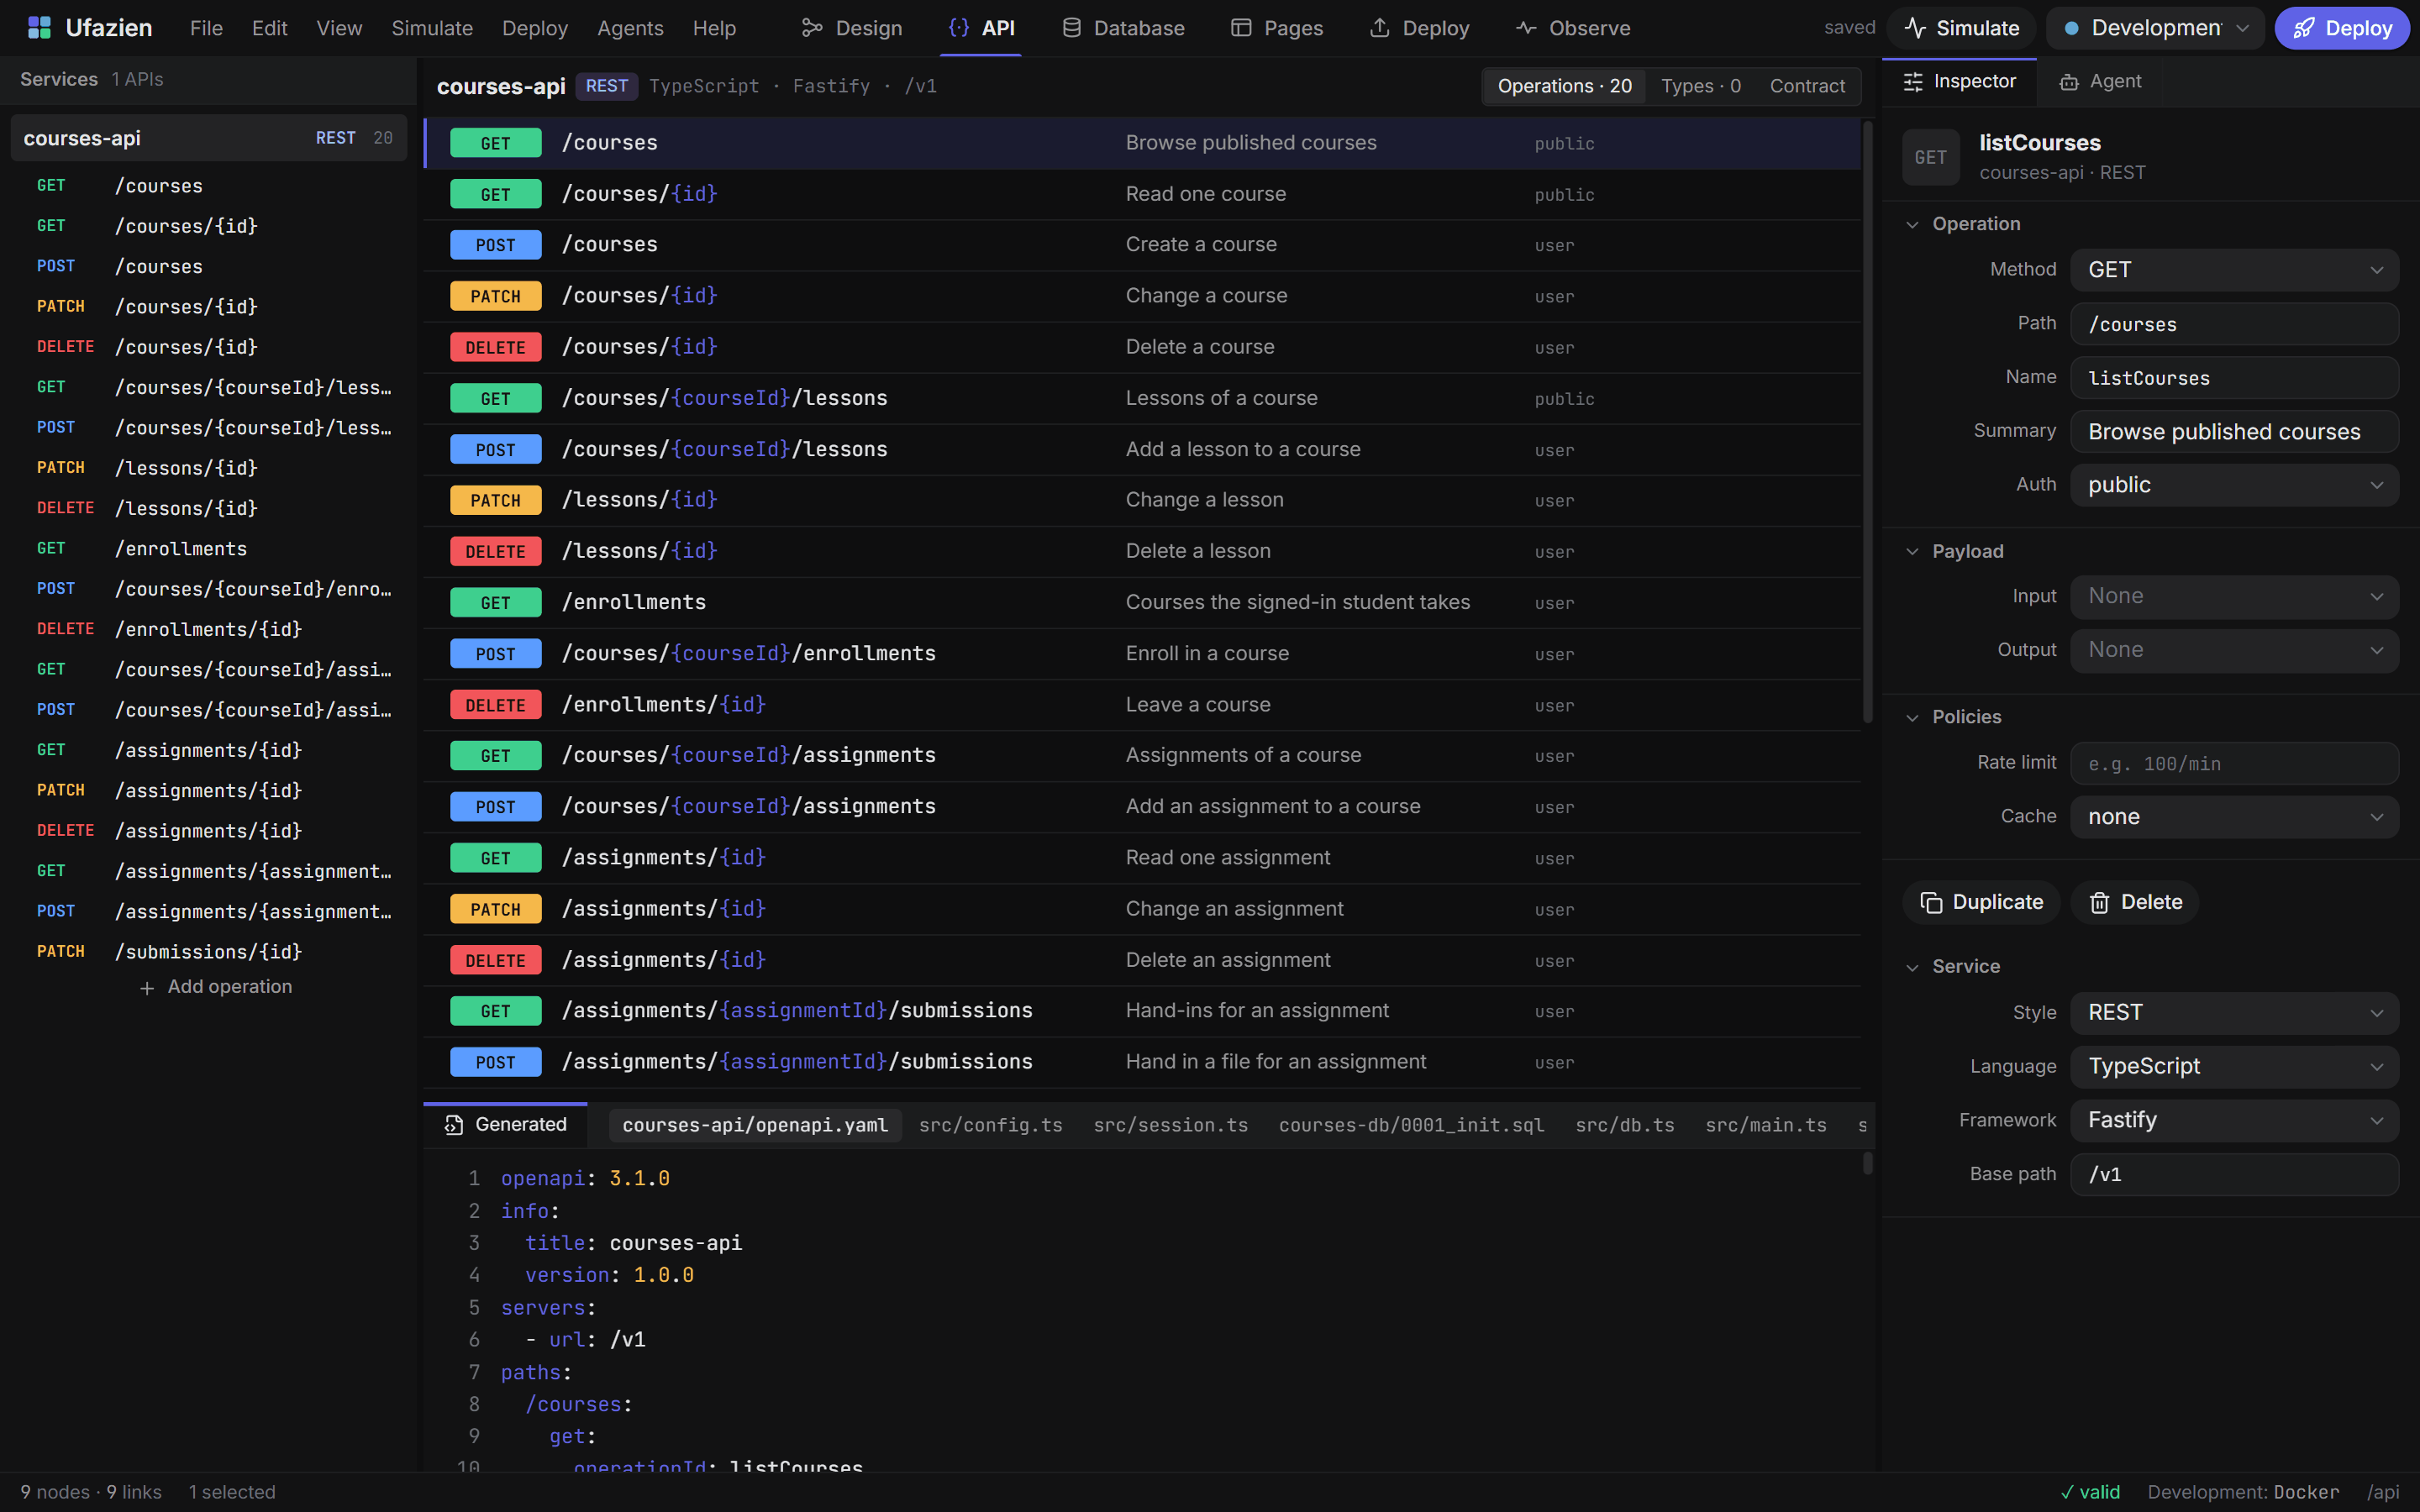 Ufazien File Edit View Simulate Deploy Agents Help Design API Database Pages Deploy Observe saved Simulate Development Deploy
Services 1 APIs
courses-api REST 20
GET /courses
GET /courses/{id}
POST /courses
PATCH /courses/{id}
DELETE /courses/{id}
GET /courses/{courseId}/less…
POST /courses/{courseId}/less…
PATCH /lessons/{id}
DELETE /lessons/{id}
GET /enrollments
POST /courses/{courseId}/enro…
DELETE /enrollments/{id}
GET /courses/{courseId}/assi…
POST /courses/{courseId}/assi…
GET /assignments/{id}
PATCH /assignments/{id}
DELETE /assignments/{id}
GET /assignments/{assignment…
POST /assignments/{assignment…
PATCH /submissions/{id}
+ Add operation
courses-api REST TypeScript · Fastify · /v1 Operations · 20 Types · 0 Contract
GET /courses Browse published courses public
GET /courses/{id} Read one course public
POST /courses Create a course user
PATCH /courses/{id} Change a course user
DELETE /courses/{id} Delete a course user
GET /courses/{courseId}/lessons Lessons of a course public
POST /courses/{courseId}/lessons Add a lesson to a course user
PATCH /lessons/{id} Change a lesson user
DELETE /lessons/{id} Delete a lesson user
GET /enrollments Courses the signed-in student takes user
POST /courses/{courseId}/enrollments Enroll in a course user
DELETE /enrollments/{id} Leave a course user
GET /courses/{courseId}/assignments Assignments of a course user
POST /courses/{courseId}/assignments Add an assignment to a course user
GET /assignments/{id} Read one assignment user
PATCH /assignments/{id} Change an assignment user
DELETE /assignments/{id} Delete an assignment user
GET /assignments/{assignmentId}/submissions Hand-ins for an assignment user
POST /assignments/{assignmentId}/submissions Hand in a file for an assignment user
Generated courses-api/openapi.yaml src/config.ts src/session.ts courses-db/0001_init.sql src/db.ts src/main.ts s
1 openapi: 3.1.0
2 info:
3 title: courses-api
4 version: 1.0.0
5 servers:
6 - url: /v1
7 paths:
8 /courses:
9 get:
10 operationId: listCourses
Inspector Agent
GET listCourses
courses-api · REST
Operation
Method GET
Path /courses
Name listCourses
Summary Browse published courses
Auth public
Payload
Input None
Output None
Policies
Rate limit e.g. 100/min
Cache none
Duplicate Delete
Service
Style REST
Language TypeScript
Framework Fastify
Base path /v1
9 nodes · 9 links 1 selected ✓ valid Development: Docker /api